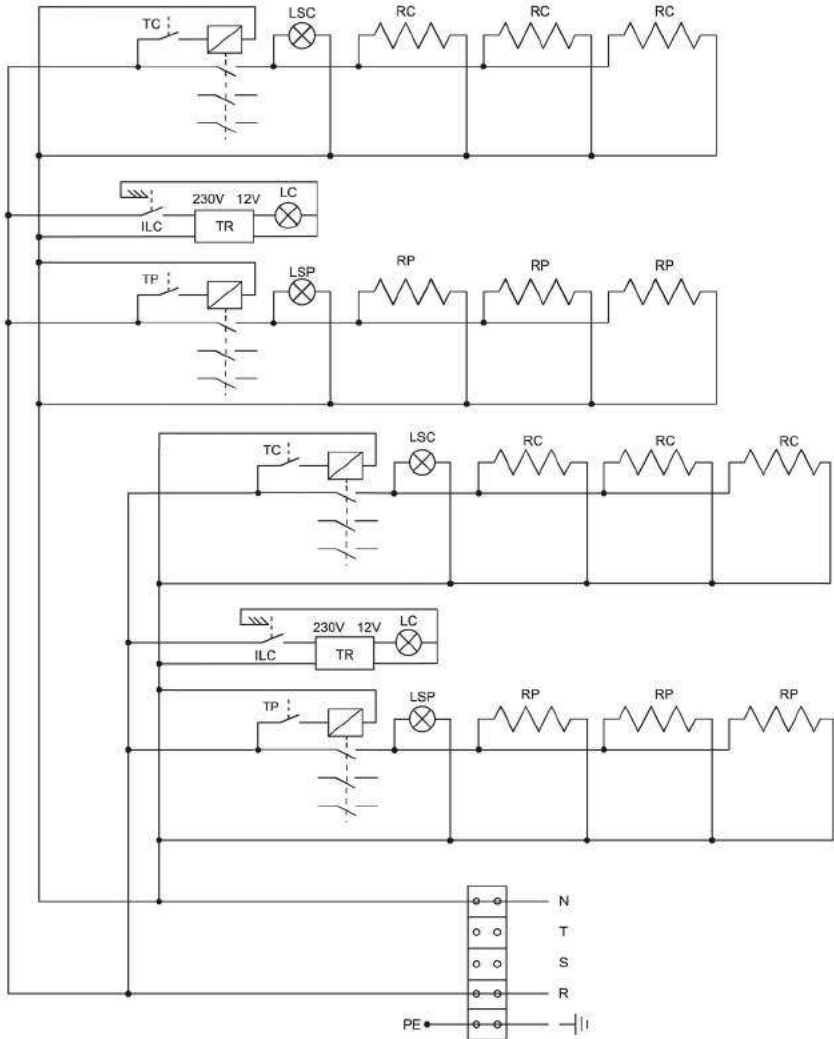 TC LSC RC RC RC
230V 12V LC
ILC TR
TP LSP RP RP RP
TC LSC RC RC RC
230V 12V LC
ILC TR
TP LSP RP RP RP
N
T
S
R
PE